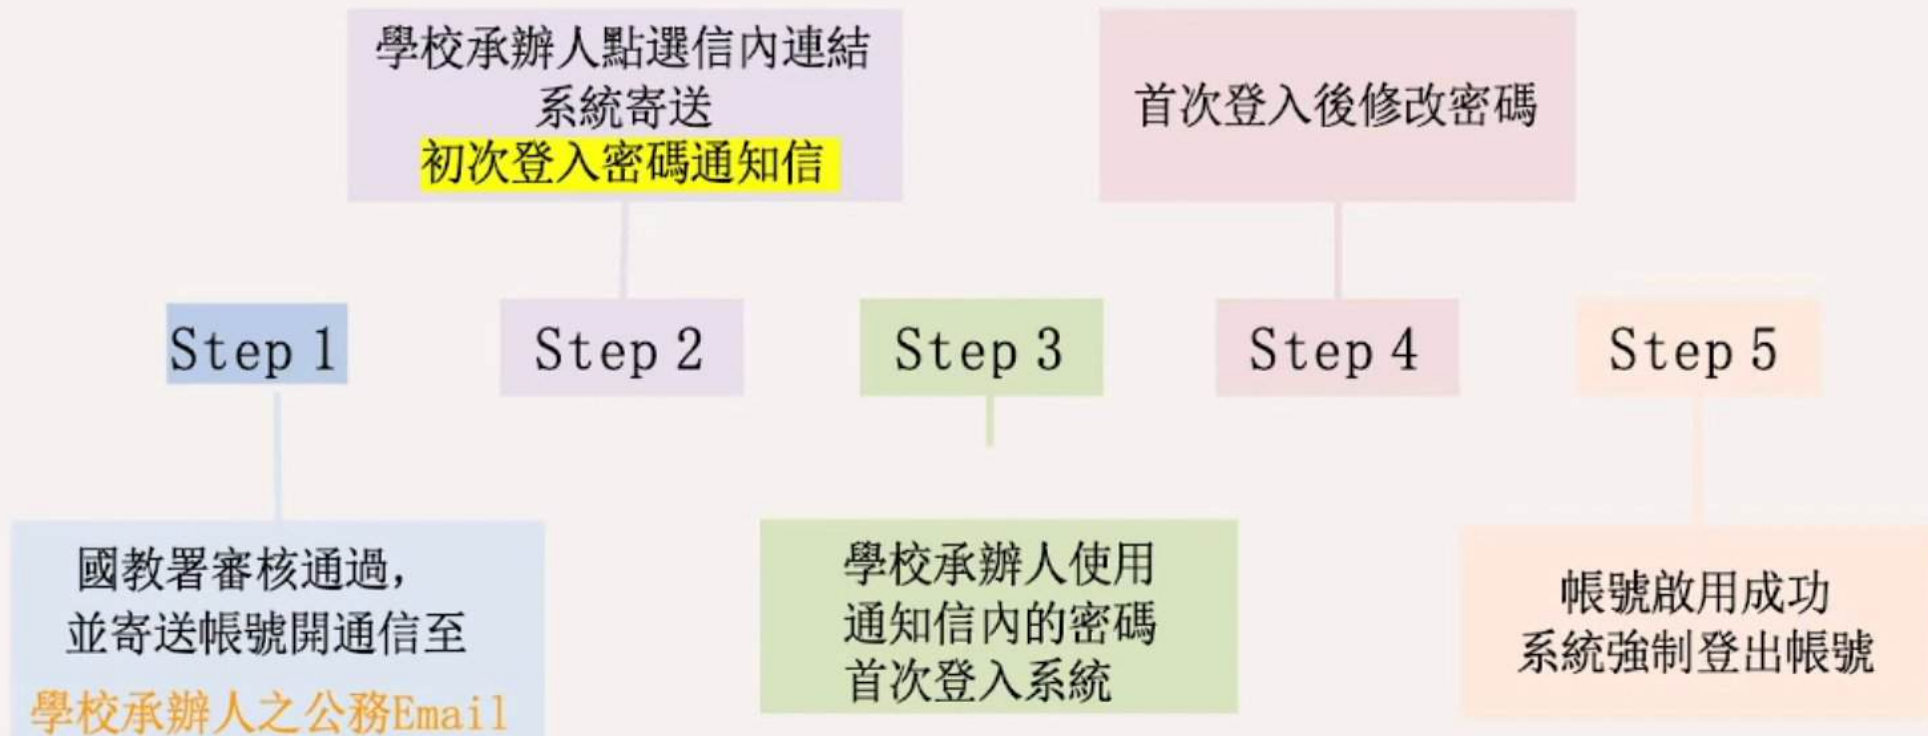 學校承辦人點選信內連結
系統寄送
初次登入密碼通知信
首次登入後修改密碼
Step 1
Step 2
Step 3
Step 4
Step 5
國教署審核通過，
並寄送帳號開通信至
學校承辦人之公務Email
學校承辦人使用
通知信內的密碼
首次登入系統
帳號啟用成功
系統強制登出帳號